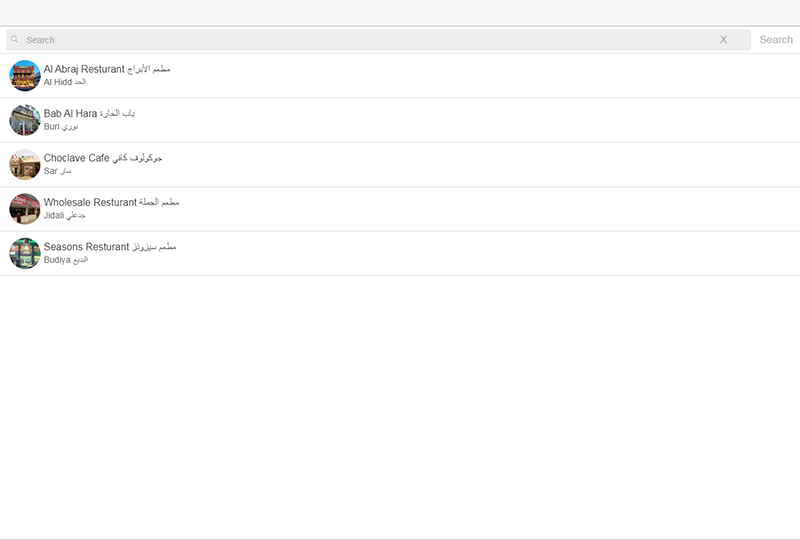 Search X Search
Al Abraj Resturant مطعم الأبراج
Al Hidd الحد
Bab Al Hara باب الحارة
Buri بوري
Choclave Cafe جوكولوف كافي
Sar سار
Wholesale Resturant مطعم الجملة
Jidali جدعلي
Seasons Resturant مطعم سيزونز
Budiya البديع